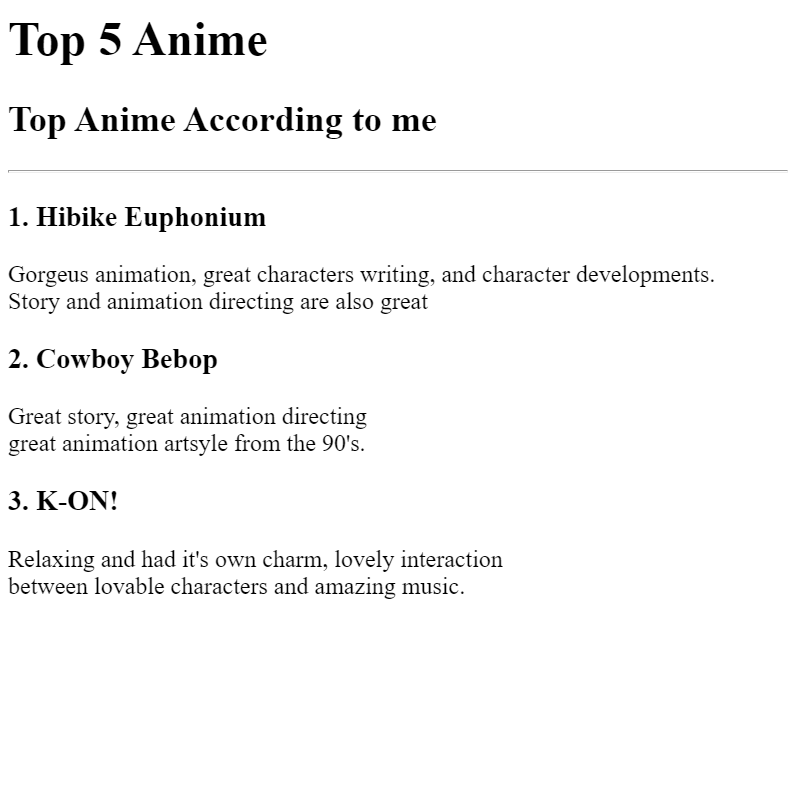 Top 5 Anime
Top Anime According to me
1. Hibike Euphonium
Gorgeus animation, great characters writing, and character developments.
Story and animation directing are also great
2. Cowboy Bebop
Great story, great animation directing
great animation artsyle from the 90's.
3. K-ON!
Relaxing and had it's own charm, lovely interaction
between lovable characters and amazing music.